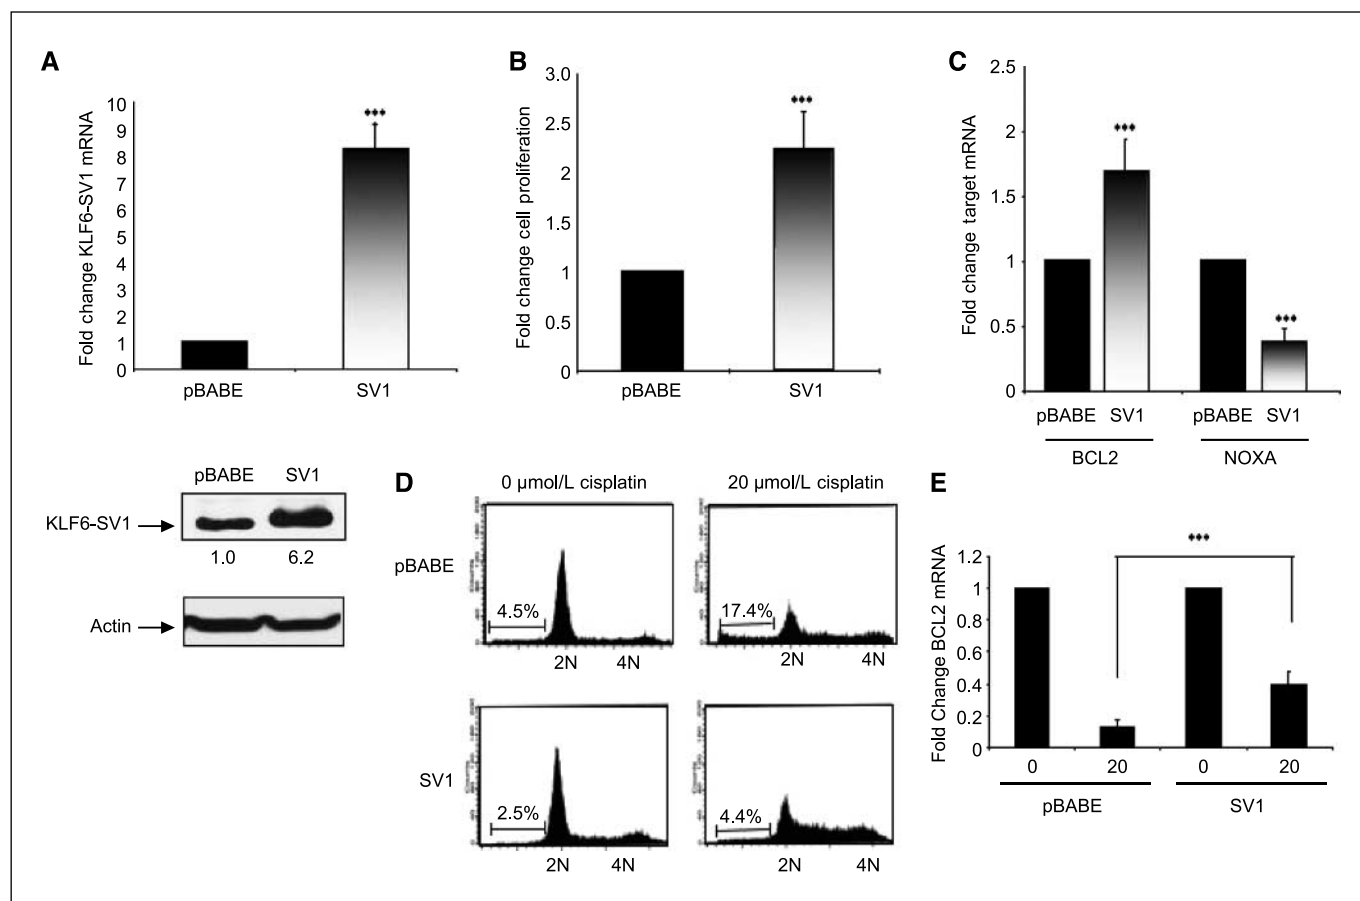 A
Fold change KLF6-SV1 mRNA
10
9
8
7
6
5
4
3
2
1
0
***
pBABE SV1
pBABE SV1
KLF6-SV1
1.0 6.2
Actin
B
Fold change cell proliferation
3.0
2.5
2
1.5
1
0.5
0
***
pBABE SV1
C
Fold change target mRNA
2.5
2
1.5
1
0.5
0
***
***
pBABE SV1 pBABE SV1
BCL2 NOXA
D
0 µmol/L cisplatin 20 µmol/L cisplatin
pBABE
4.5% 17.4%
2N 4N 2N 4N
SV1
2.5% 4.4%
2N 4N 2N 4N
E
Fold Change BCL2 mRNA
1.2
1
0.8
0.6
0.4
0.2
0
***
0 20 0 20
pBABE SV1